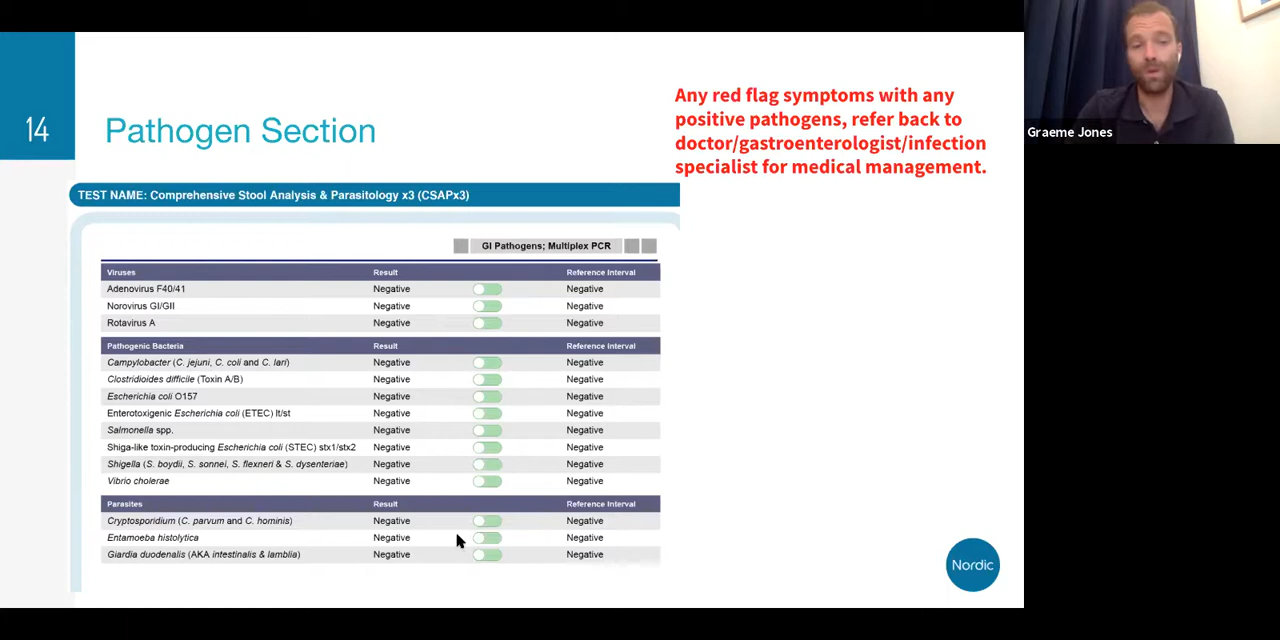 14
Pathogen Section
Any red flag symptoms with any
positive pathogens, refer back to
doctor/gastroenterologist/infection
specialist for medical management.
Graeme Jones
TEST NAME: Comprehensive Stool Analysis & Parasitology x3 (CSAPx3)
GI Pathogens; Multiplex PCR
Viruses Result Reference Interval
Adenovirus F40/41 Negative Negative
Norovirus GI/GII Negative Negative
Rotavirus A Negative Negative
Pathogenic Bacteria Result Reference Interval
Campylobacter (C. jejuni, C. coli and C. lari) Negative Negative
Clostridioides difficile (Toxin A/B) Negative Negative
Escherichia coli O157 Negative Negative
Enterotoxigenic Escherichia coli (ETEC) lt/st Negative Negative
Salmonella spp. Negative Negative
Shiga-like toxin-producing Escherichia coli (STEC) stx1/stx2 Negative Negative
Shigella (S. boydii, S. sonnei, S. flexneri & S. dysenteriae) Negative Negative
Vibrio cholerae Negative Negative
Parasites Result Reference Interval
Cryptosporidium (C. parvum and C. hominis) Negative Negative
Entamoeba histolytica Negative Negative
Giardia duodenalis (AKA intestinalis & lamblia) Negative Negative
Nordic